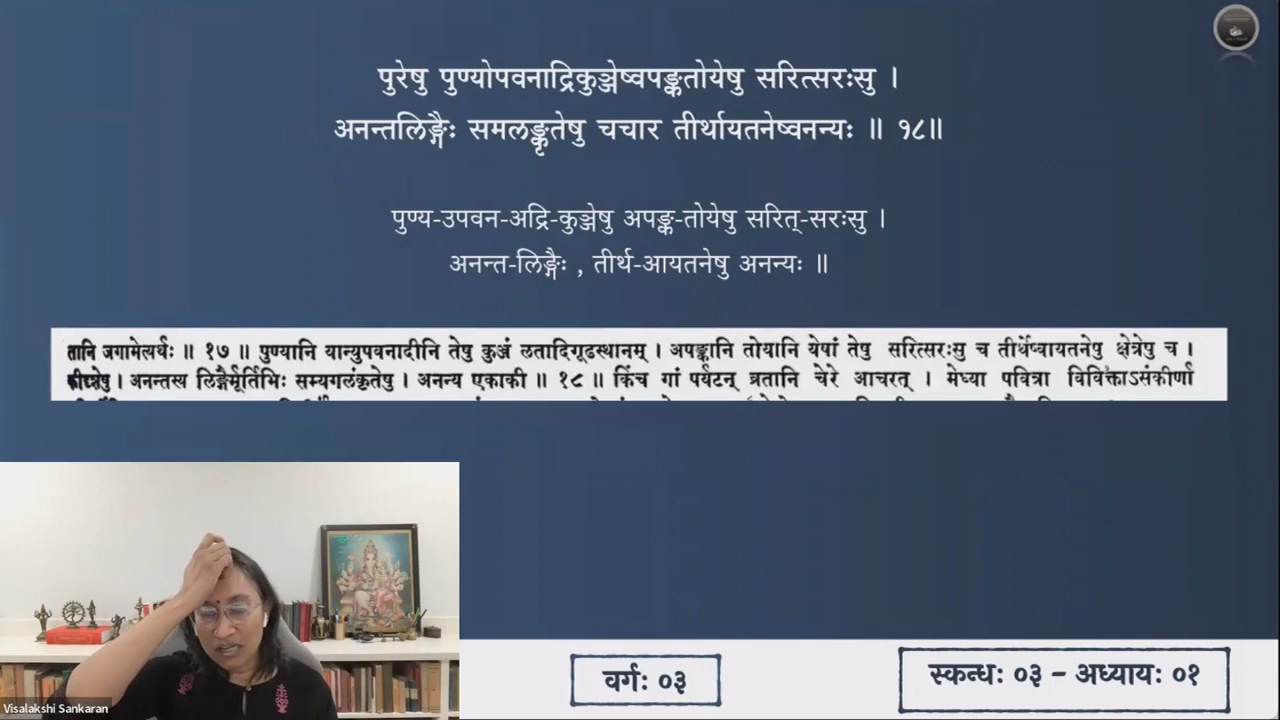 पुरेषु पुण्योपवनाद्रिकुञ्जेष्वपङ्कतोयेषु सरित्सरःसु ।
अनन्तलिङ्गैः समलङ्कृतेषु चचार तीर्थायतनेष्वनन्यः ॥ १८॥
पुण्य-उपवन-अद्रि-कुञ्जेषु अपङ्क-तोयेषु सरित्-सरःसु ।
अनन्त-लिङ्गैः , तीर्थ-आयतनेषु अनन्यः ॥
तानि जगामेत्यर्थः ॥ १७ ॥ पुण्यानि यान्युपवनादीनि तेषु कुञ्जं लतादिगूढस्थानम् । अपङ्कानि तोयानि येषां तेषु सरित्सरःसु च तीर्थेष्वायतनेषु क्षेत्रेषु च ।
अनन्तस्य लिङ्गैर्मूर्तिभिः सम्यगलंकृतेषु । अनन्य एकाकी ॥ १८ ॥ किंच गां पर्यटन् व्रतानि चेरे आचरत् । मेध्या पवित्रा विविक्ताऽसंकीर्णा
वर्गः ०३
स्कन्धः ०३ – अध्यायः ०१
Visalakshi Sankaran